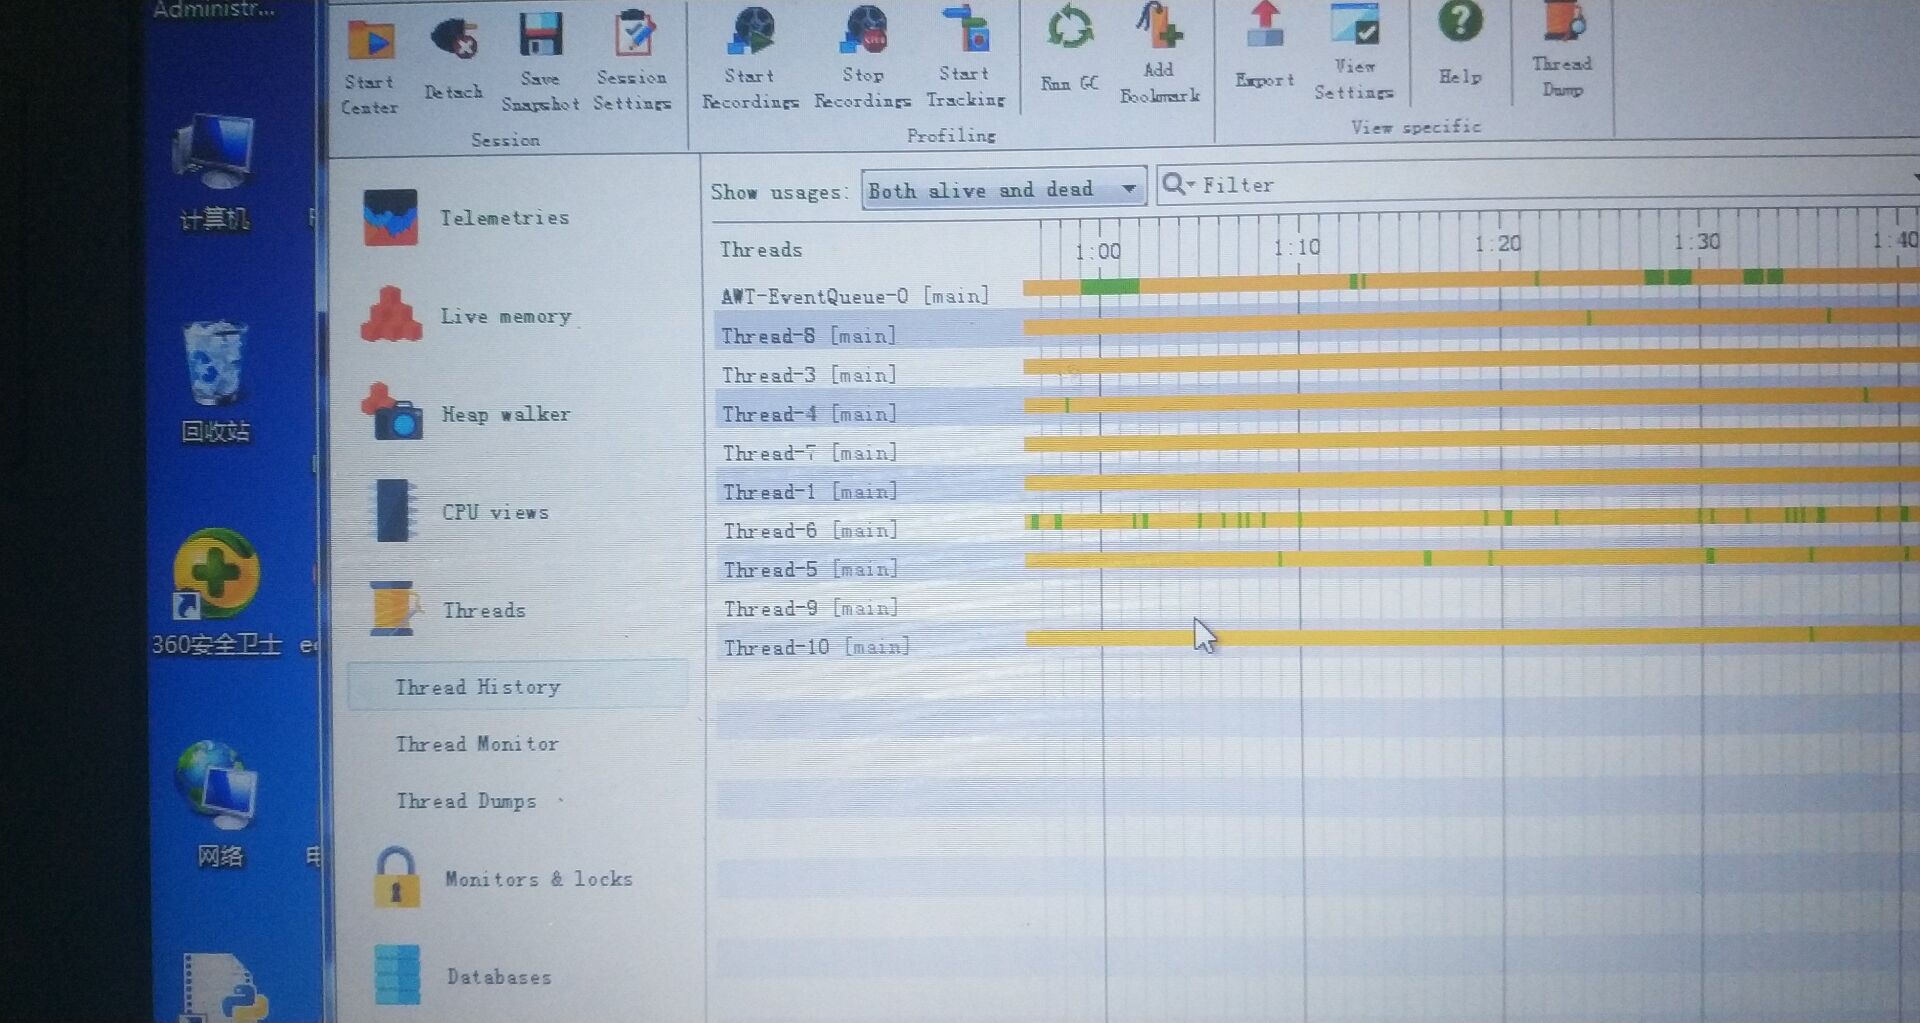 Administr...
计算机
回收站
360安全卫士
网络
Start Center
Detach
Save Snapshot
Session Settings
Session
Start Recordings
Stop Recordings
Start Tracking
Profiling
Run GC
Add Bookmark
Export
View Settings
View specific
Help
Thread Dump
Telemetries
Live memory
Heap walker
CPU views
Threads
Thread History
Thread Monitor
Thread Dumps
Monitors & locks
Databases
Show usages: Both alive and dead Filter
Threads 1:00 1:10 1:20 1:30 1:40
AWT-EventQueue-0 [main]
Thread-8 [main]
Thread-3 [main]
Thread-4 [main]
Thread-7 [main]
Thread-1 [main]
Thread-6 [main]
Thread-5 [main]
Thread-9 [main]
Thread-10 [main]